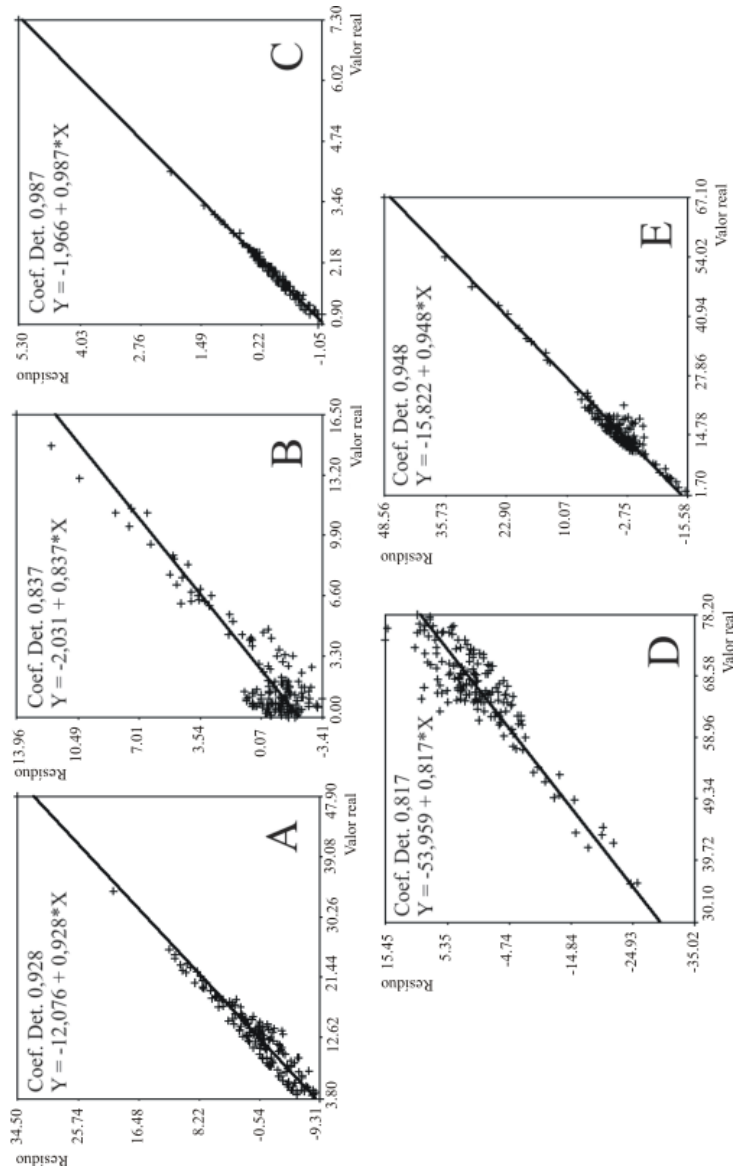 34.50
25.74
16.48
8.22
-0.54
-9.31
Resíduo
Coef. Det. 0,928
Y = -12,076 + 0,928*X
A
3.80
12.62
21.44
30.26
39.08
47.90
Valor real
13.96
10.49
7.01
3.54
0.07
-3.41
Resíduo
Coef. Det. 0,837
Y = -2,031 + 0,837*X
B
0.00
3.30
6.60
9.90
13.20
16.50
Valor real
5.30
4.03
2.76
1.49
0.22
-1.05
Resíduo
Coef. Det. 0,987
Y = -1,966 + 0,987*X
C
0.90
2.18
3.46
4.74
6.02
7.30
Valor real
15.45
5.35
-4.74
-14.84
-24.93
-35.02
Resíduo
Coef. Det. 0,817
Y = -53,959 + 0,817*X
D
30.10
39.72
49.34
58.96
68.58
78.20
Valor real
48.56
35.73
22.90
10.07
-2.75
-15.58
Resíduo
Coef. Det. 0,948
Y = -15,822 + 0,948*X
E
1.70
14.78
27.86
40.94
54.02
67.10
Valor real